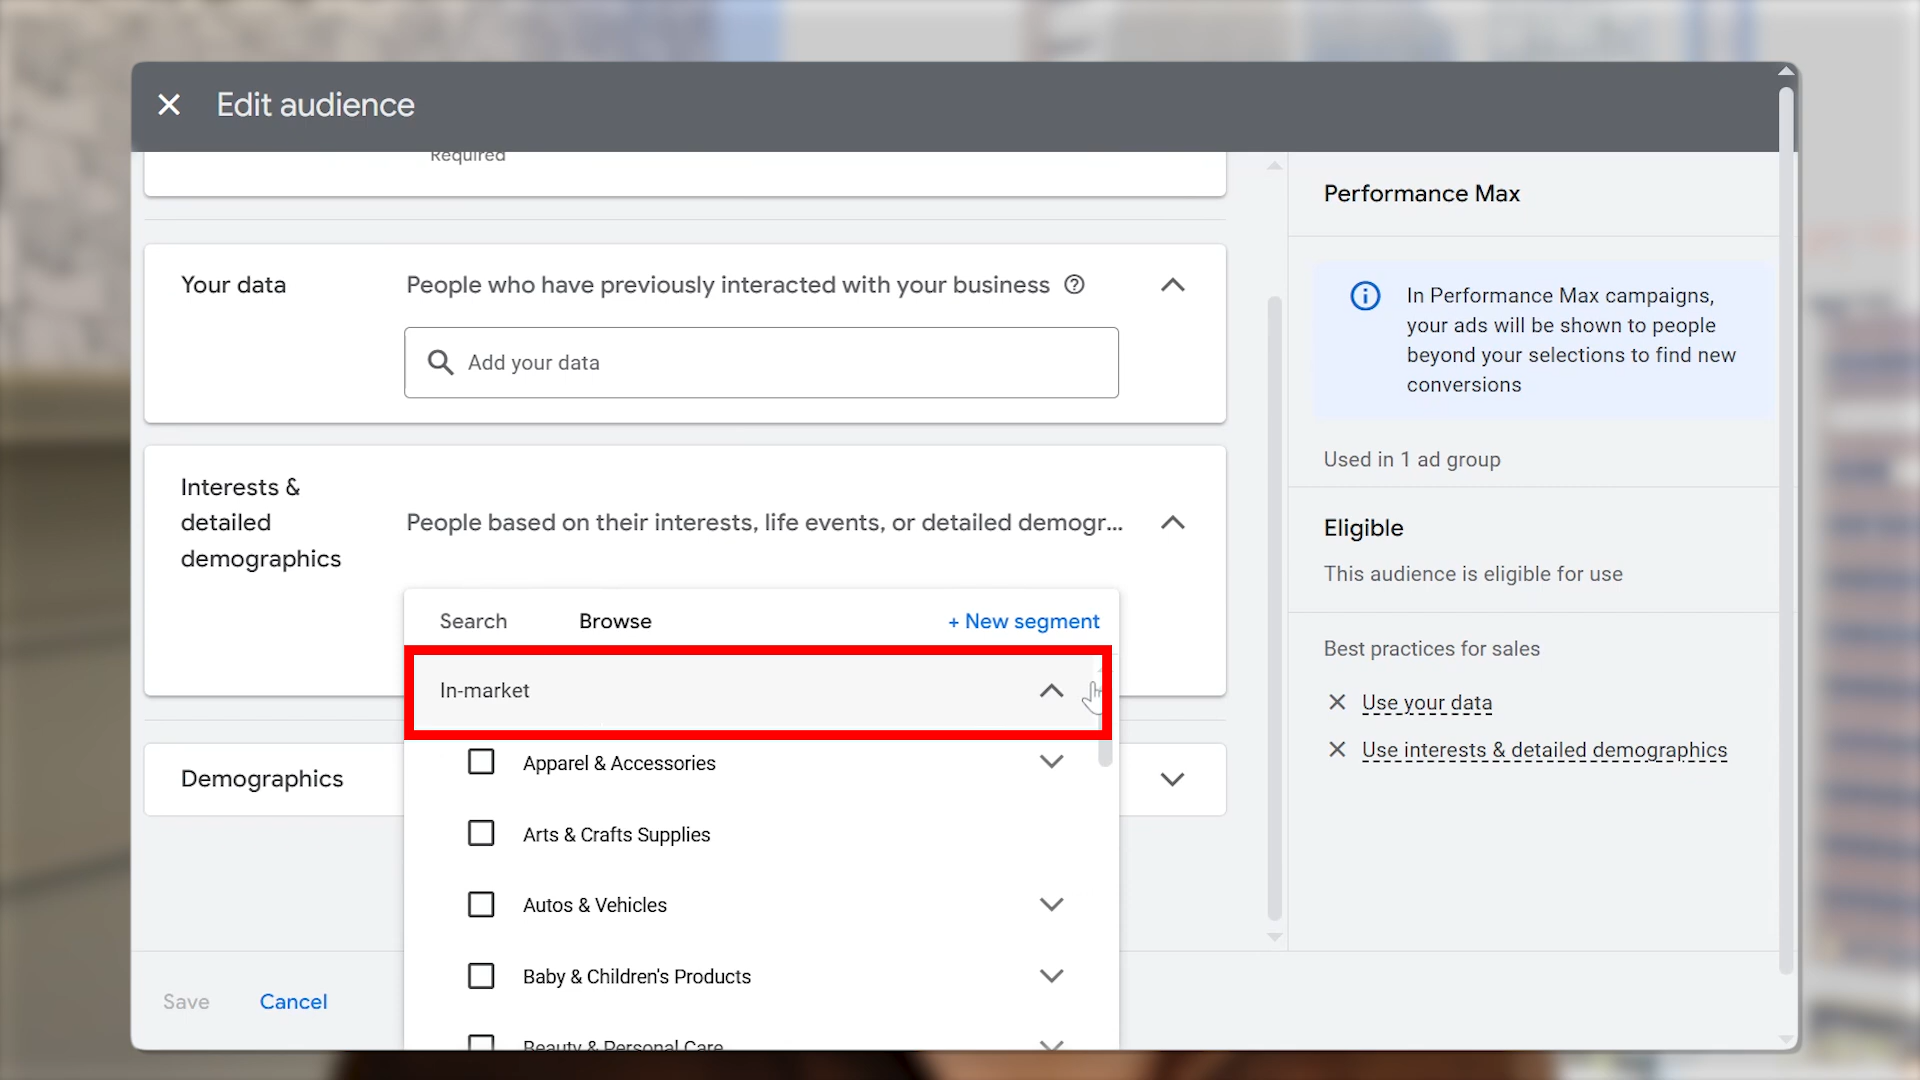 Edit audience
Required
Your data
People who have previously interacted with your business
Add your data
Interests &
detailed
demographics
People based on their interests, life events, or detailed demogr...
Search
Browse
+ New segment
In-market
Apparel & Accessories
Arts & Crafts Supplies
Autos & Vehicles
Baby & Children's Products
Beauty & Personal Care
Demographics
Save
Cancel
Performance Max
In Performance Max campaigns,
your ads will be shown to people
beyond your selections to find new
conversions
Used in 1 ad group
Eligible
This audience is eligible for use
Best practices for sales
Use your data
Use interests & detailed demographics